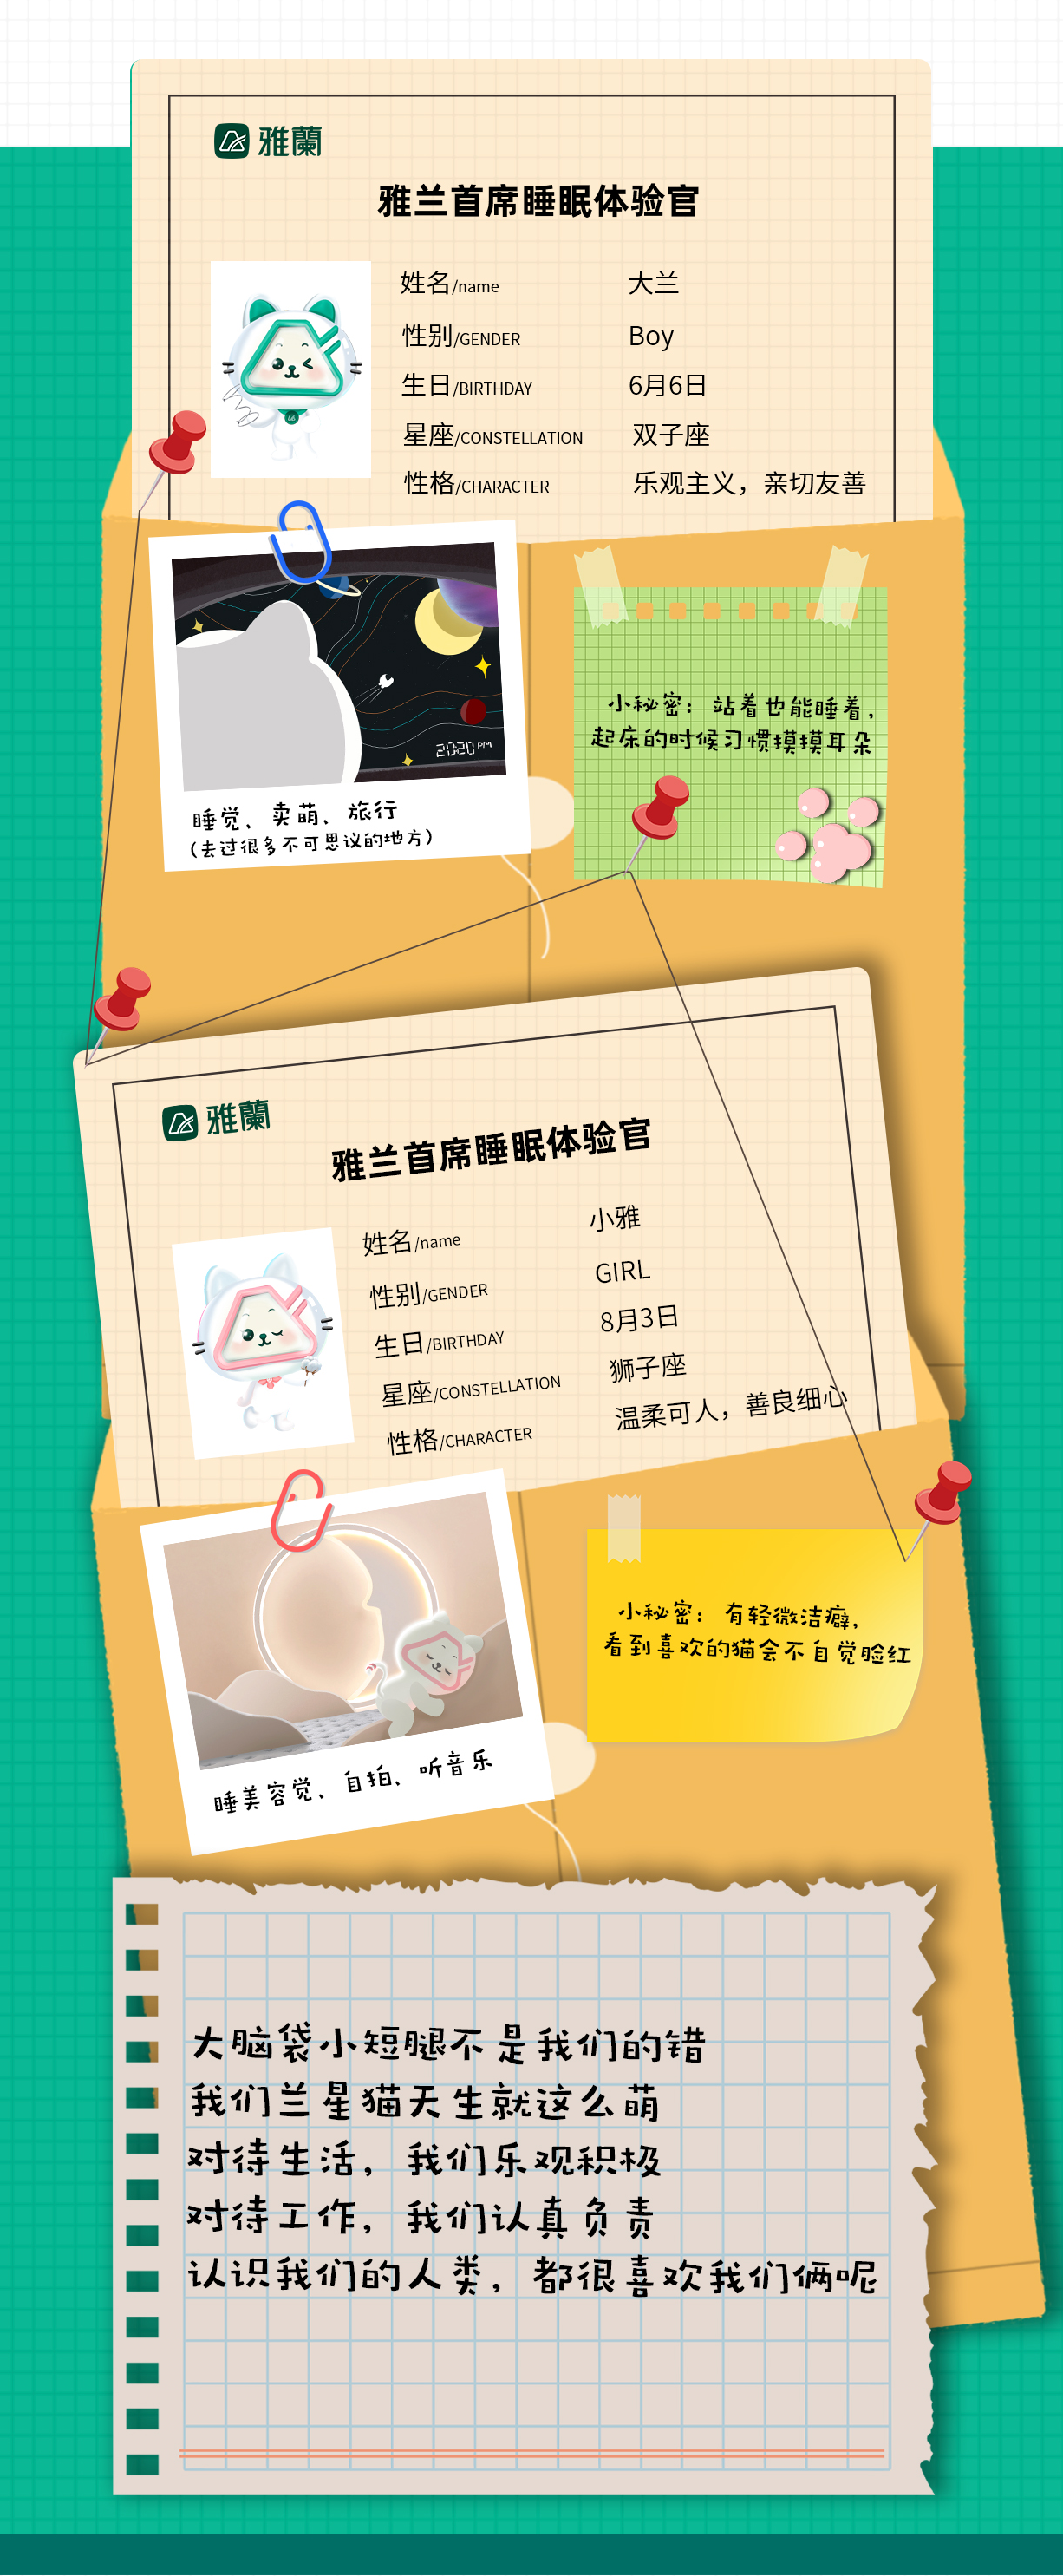 雅蘭
雅兰首席睡眠体验官
姓名/name 大兰
性别/GENDER Boy
生日/BIRTHDAY 6月6日
星座/CONSTELLATION 双子座
性格/CHARACTER 乐观主义，亲切友善
2020 PM
睡觉、卖萌、旅行
(去过很多不可思议的地方)
小秘密：站着也能睡着，
起床的时候习惯摸摸耳朵
雅蘭
雅兰首席睡眠体验官
姓名/name 小雅
性别/GENDER GIRL
生日/BIRTHDAY 8月3日
星座/CONSTELLATION 狮子座
性格/CHARACTER 温柔可人，善良细心
睡美容觉、自拍、听音乐
小秘密：有轻微洁癖，
看到喜欢的猫会不自觉脸红
大脑袋小短腿不是我们的错
我们兰星猫天生就这么萌
对待生活，我们乐观积极
对待工作，我们认真负责
认识我们的人类，都很喜欢我们俩呢